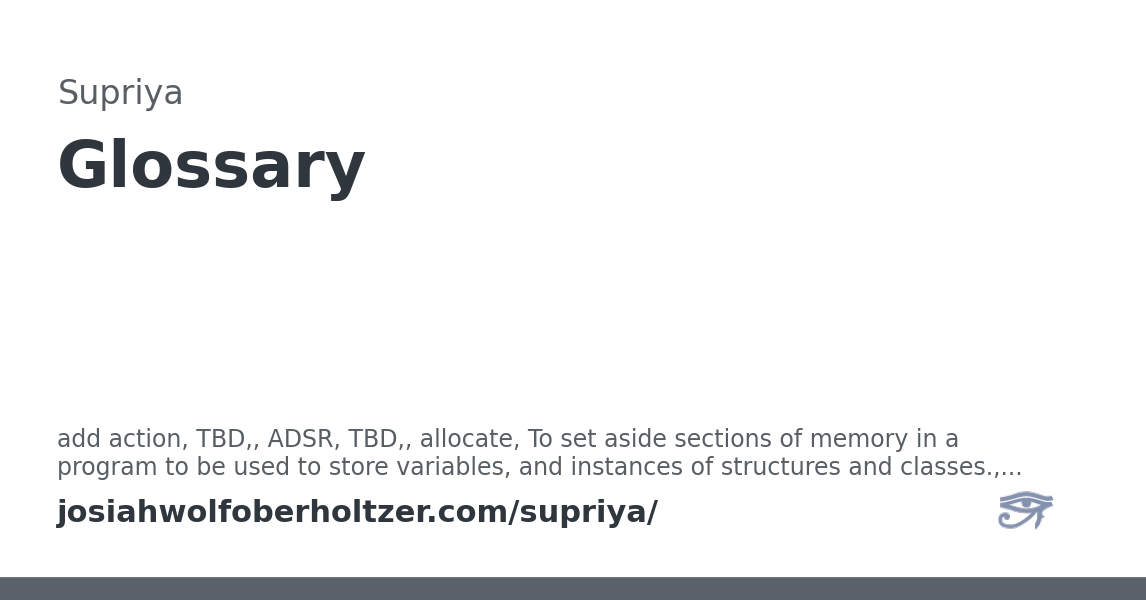 Supriya
Glossary
add action, TBD,, ADSR, TBD,, allocate, To set aside sections of memory in a
program to be used to store variables, and instances of structures and classes.,...
josiahwolfoberholtzer.com/supriya/